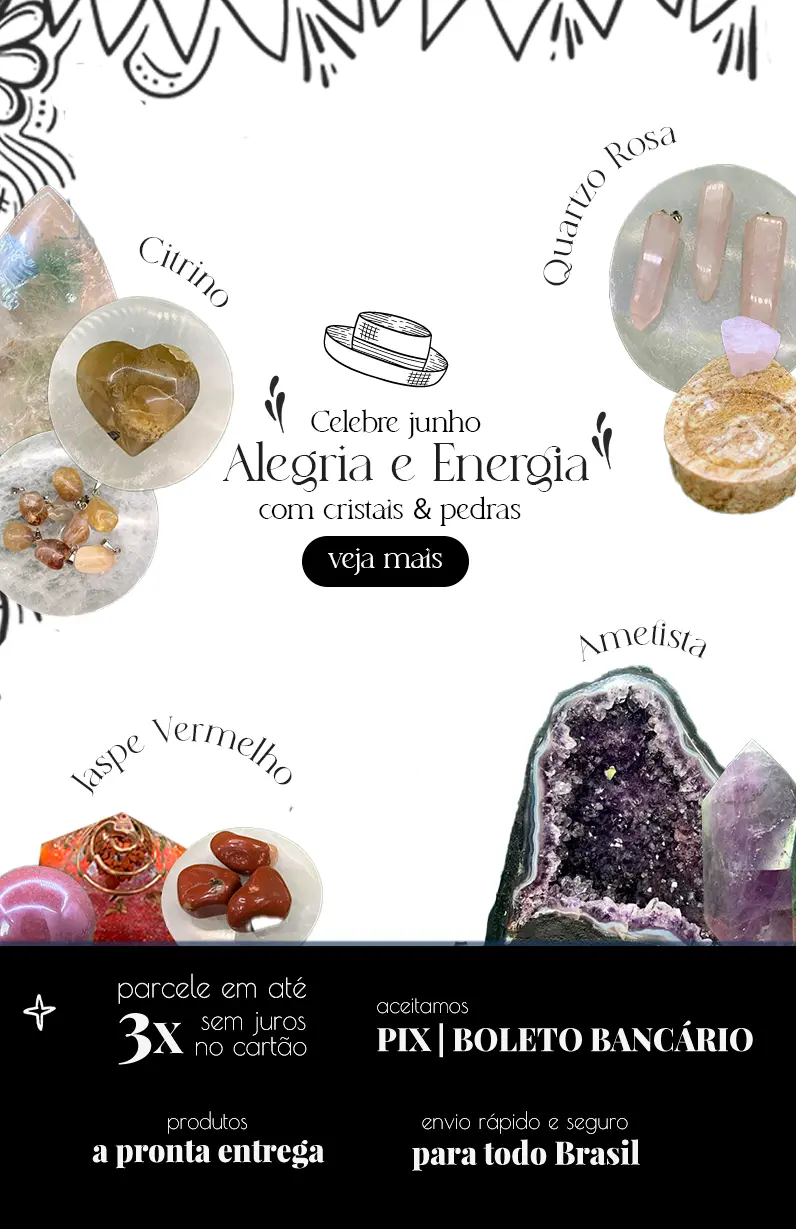 Quartzo Rosa
Citrino
Celebre junho
Alegria e Energia
com cristais & pedras
veja mais
Ametista
Jaspe Vermelho
parcele em até
3x sem juros
no cartão
aceitamos
PIX | BOLETO BANCÁRIO
produtos
a pronta entrega
envio rápido e seguro
para todo Brasil